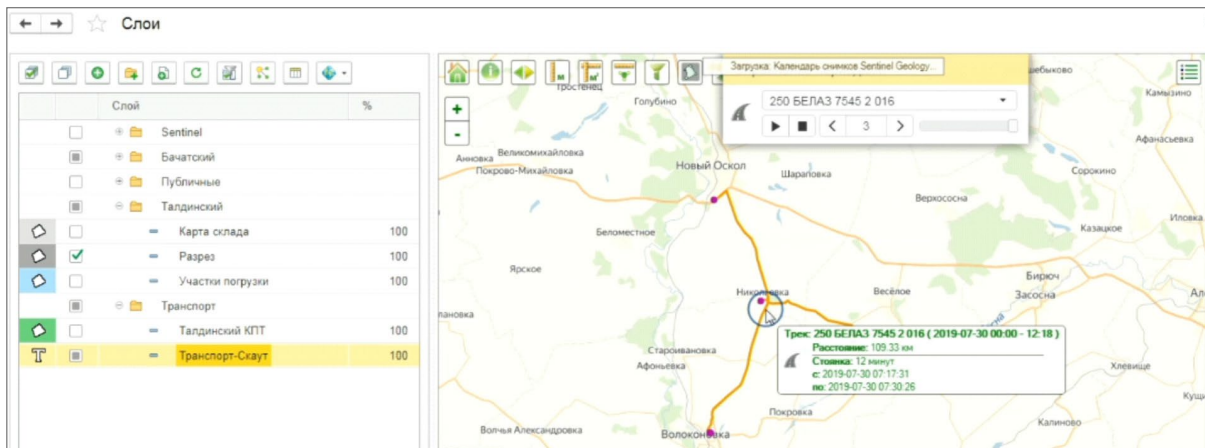 Слои
Слой %
Sentinel
Бачатский
Публичные
Талдинский
Карта склада 100
Разрез 100
Участки погрузки 100
Транспорт
Талдинский КПТ 100
T Транспорт-Скаут 100
Загрузка: Календарь снимков Sentinel Geology...
250 БЕЛАЗ 7545 2 016
3
+
-
М
М²
Тростенец
Голубино
Камызино
Афанасьевка
Великомихайловка
Анновка
Покрово-Михайловка
Новый Оскол
Шараповка
Сорокино
Верхососна
Иловка
Беломестное
Казацкое
Ярское
Бирюч
Николаевка
Весёлое
Засосна
Трек: 250 БЕЛАЗ 7545 2 016 ( 2019-07-30 00:00 - 12:18 )
Расстояние: 109.33 км
Стоянка: 12 минут
с: 2019-07-30 07:17:31
по: 2019-07-30 07:30:26
Староивановка
Афоньевка
Хлевище
Покровка
Калиново
Волчья Александровка
Волоконовка